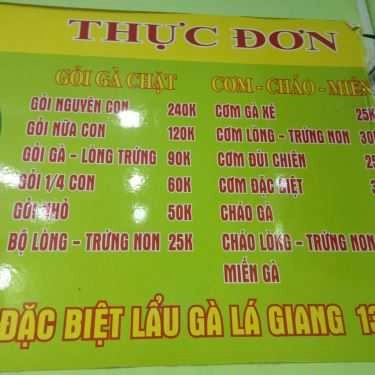 THỰC ĐƠN
GỎI GÀ CHẶT
GỎI NGUYÊN CON 240K
GỎI NỬA CON 120K
GỎI GÀ - LÒNG TRỨNG 90K
GỎI 1/4 CON 60K
GỎI NHỎ 50K
BỘ LÒNG - TRỨNG NON 25K
CƠM - CHÁO - MIẾN
CƠM GÀ XÉ 25K
CƠM LÒNG - TRỨNG NON
CƠM ĐÙI CHIÊN
CƠM ĐẶC BIỆT
CHÁO GÀ
CHÁO LÒNG - TRỨNG NON
MIẾN GÀ
ĐẶC BIỆT LẨU GÀ LÁ GIANG